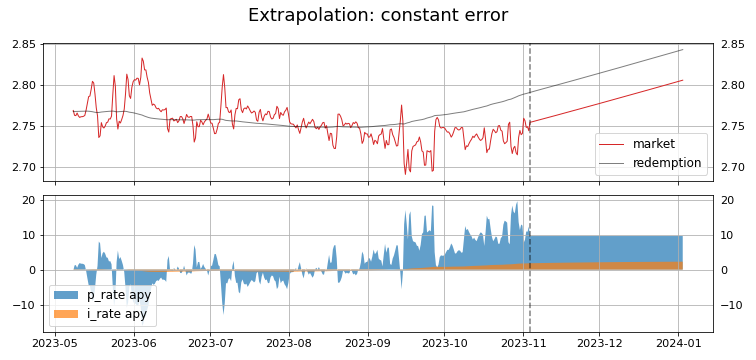 Extrapolation: constant error
2.85 2.85
2.80 2.80
2.75 2.75
2.70 2.70
market
redemption
20 20
10 10
0 0
−10 −10
p_rate apy
i_rate apy
2023-05 2023-06 2023-07 2023-08 2023-09 2023-10 2023-11 2023-12 2024-01